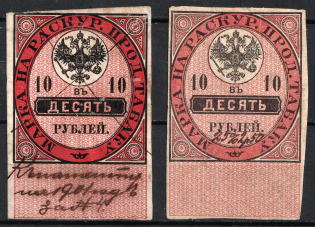 МАРКА НА РАСКУР. ПРОД. ТАБАКУ
10 10
ВЪ
ДЕСЯТЬ
РУБЛЕЙ.
МАРКА НА РАСКУР. ПРОД. ТАБАКУ
10 10
ВЪ
ДЕСЯТЬ
РУБЛЕЙ.